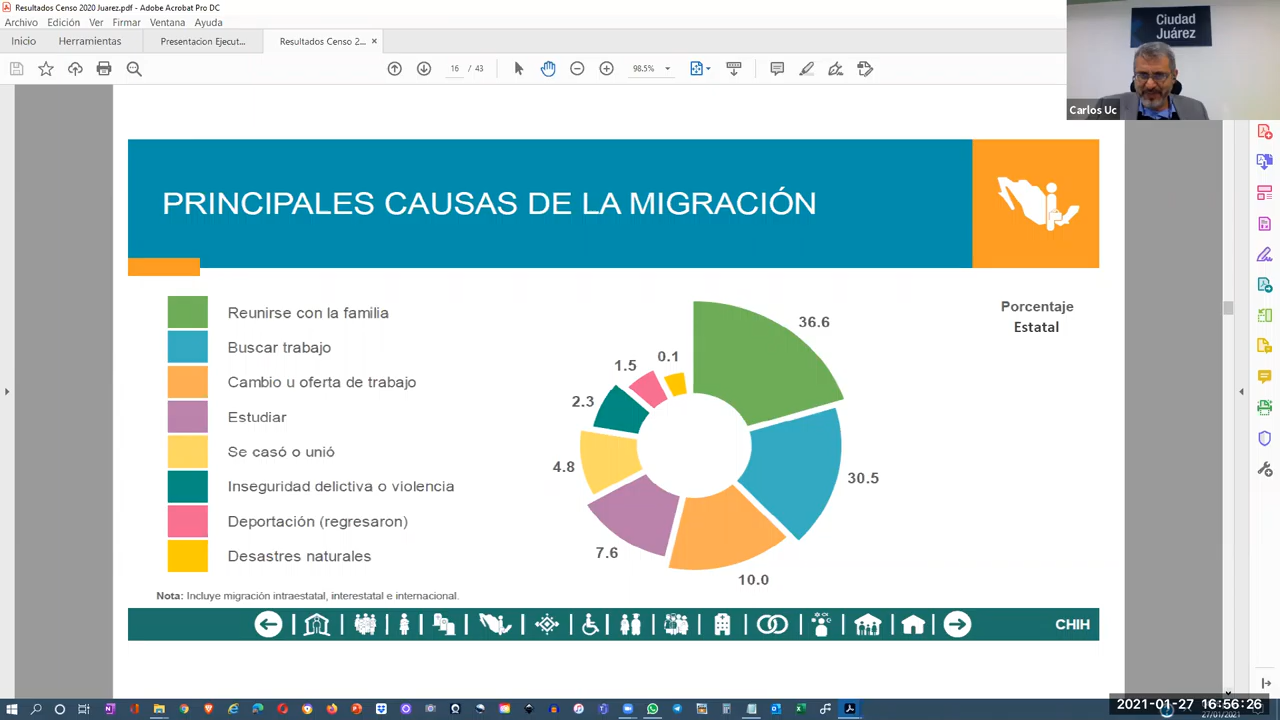 Resultados Censo 2020 Juarez.pdf - Adobe Acrobat Pro DC
Archivo Edición Ver Firmar Ventana Ayuda
Inicio Herramientas Presentacion Ejecut... Resultados Censo 2... ×
16 / 43 98.5%
Ciudad
Juárez
Carlos Uc
PRINCIPALES CAUSAS DE LA MIGRACIÓN
Reunirse con la familia
Buscar trabajo
Cambio u oferta de trabajo
Estudiar
Se casó o unió
Inseguridad delictiva o violencia
Deportación (regresaron)
Desastres naturales
36.6
30.5
10.0
7.6
4.8
2.3
1.5
0.1
Porcentaje
Estatal
Nota: Incluye migración intraestatal, interestatal e internacional.
CHIH
2021-01-27 16:56:26
27/01/2021